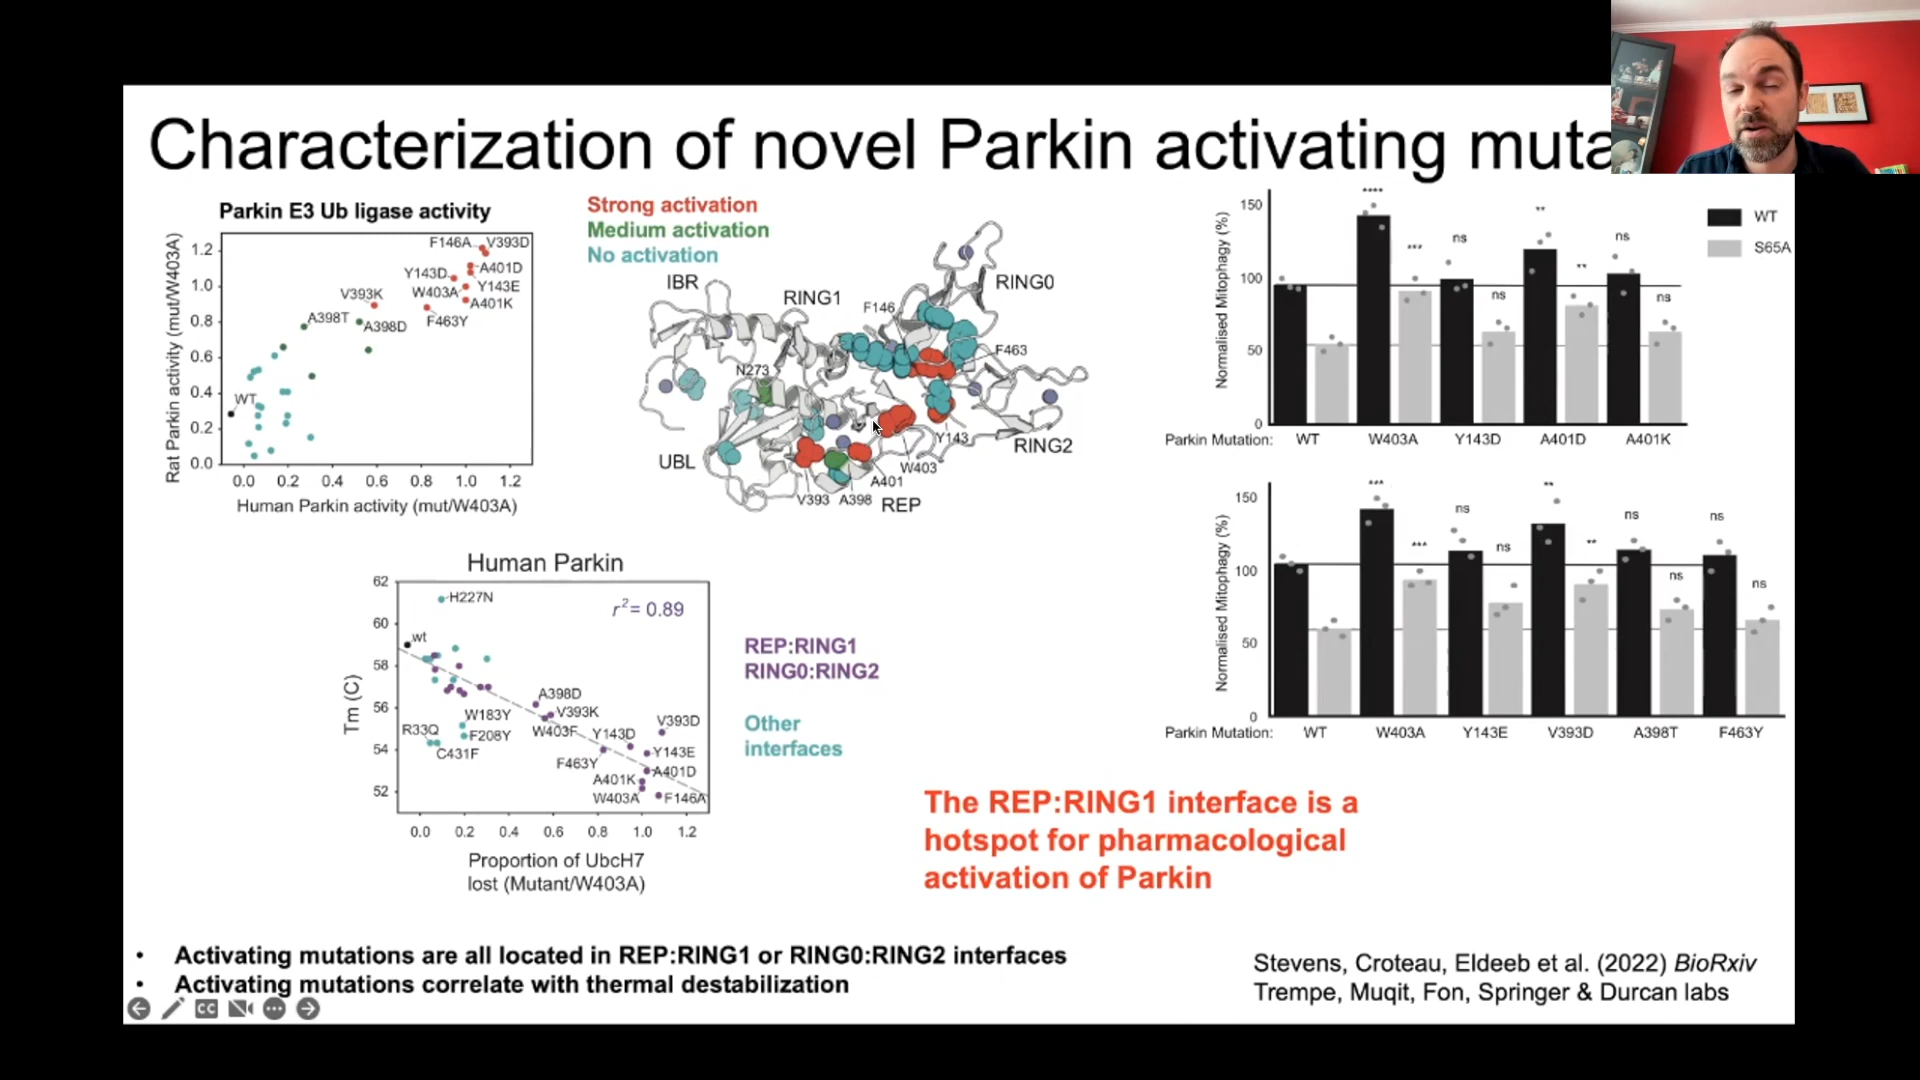 Characterization of novel Parkin activating muta
Parkin E3 Ub ligase activity
Rat Parkin activity (mut/W403A)
1.2
1.0
0.8
0.6
0.4
0.2
0.0
F146A
V393D
A401D
Y143D
Y143E
W403A
A401K
V393K
F463Y
A398T
A398D
WT
0.0 0.2 0.4 0.6 0.8 1.0 1.2
Human Parkin activity (mut/W403A)
Strong activation
Medium activation
No activation
IBR
RING1
RING0
F146
F463
N273
Y143
RING2
UBL
W403
A401
V393
A398
REP
Normalised Mitophagy (%)
150
100
50
0
****
***
ns
ns
**
**
ns
ns
WT
S65A
Parkin Mutation: WT W403A Y143D A401D A401K
Normalised Mitophagy (%)
150
100
50
0
***
***
ns
ns
**
**
ns
ns
ns
ns
Parkin Mutation: WT W403A Y143E V393D A398T F463Y
Human Parkin
Tm (C)
62
60
58
56
54
52
H227N
r2= 0.89
wt
A398D
V393K
W183Y
W403F
V393D
R33Q
F208Y
Y143D
C431F
F463Y
Y143E
A401K
A401D
W403A
F146A
0.0 0.2 0.4 0.6 0.8 1.0 1.2
Proportion of UbcH7
lost (Mutant/W403A)
REP:RING1
RING0:RING2
Other
interfaces
The REP:RING1 interface is a
hotspot for pharmacological
activation of Parkin
• Activating mutations are all located in REP:RING1 or RING0:RING2 interfaces
• Activating mutations correlate with thermal destabilization
Stevens, Croteau, Eldeeb et al. (2022) BioRxiv
Trempe, Muqit, Fon, Springer & Durcan labs
CC